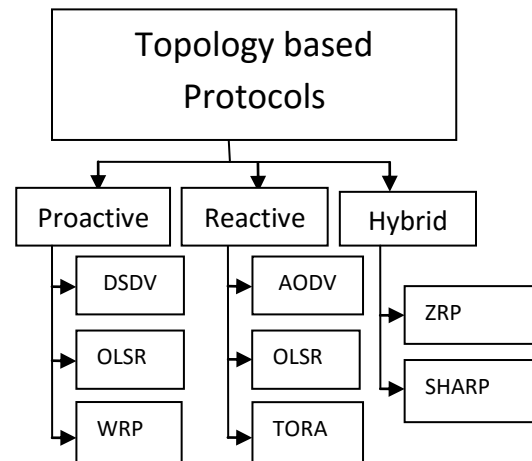 Topology based
Protocols
Proactive
Reactive
Hybrid
DSDV
OLSR
WRP
AODV
OLSR
TORA
ZRP
SHARP